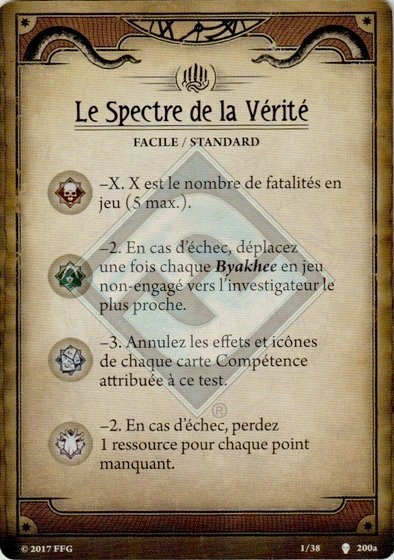 Le Spectre de la Vérité
FACILE / STANDARD
–X. X est le nombre de fatalités en
jeu (5 max.).
–2. En cas d'échec, déplacez
une fois chaque Byakhee en jeu
non-engagé vers l'investigateur le
plus proche.
–3. Annulez les effets et icônes
de chaque carte Compétence
attribuée à ce test.
®
–2. En cas d'échec, perdez
1 ressource pour chaque point
manquant.
© 2017 FFG 1/38 200a